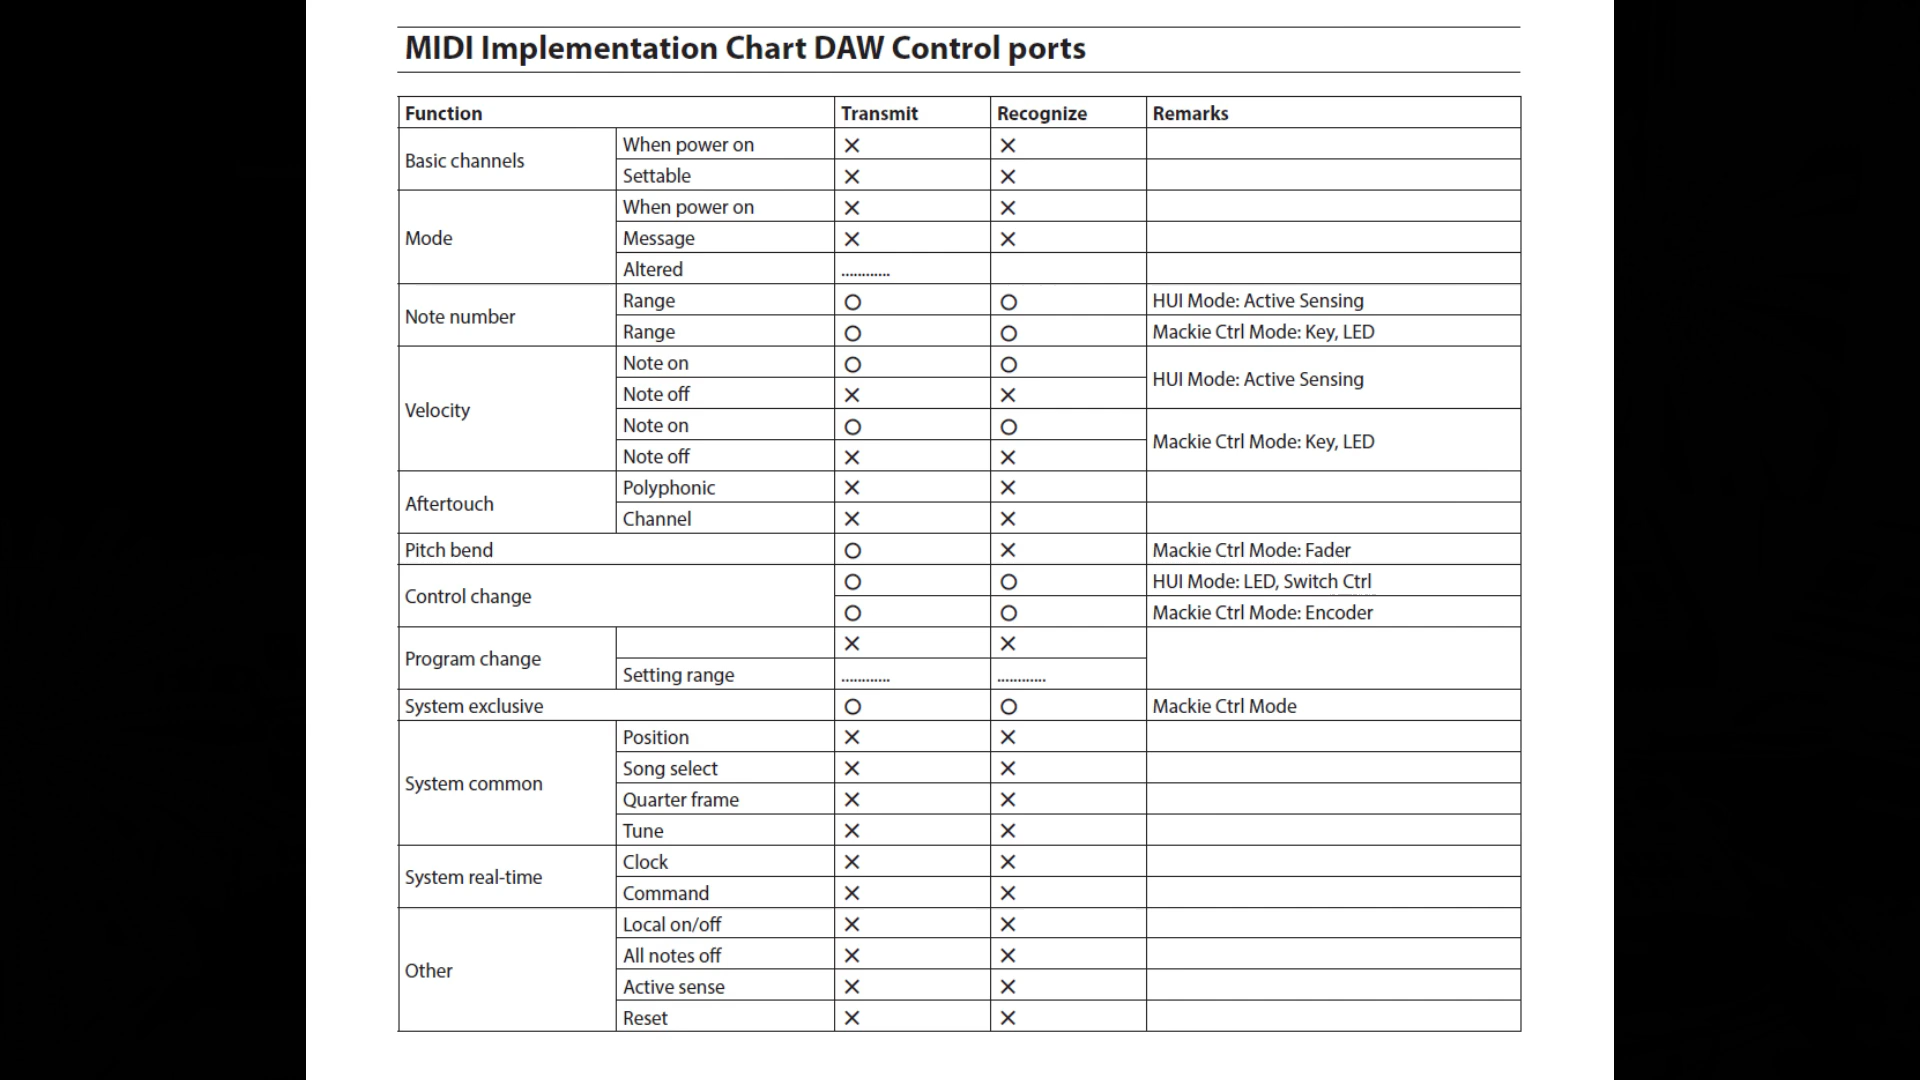 MIDI Implementation Chart DAW Control ports
Function Transmit Recognize Remarks
Basic channels When power on × ×
Settable × ×
Mode When power on × ×
Message × ×
Altered ............
Note number Range ○ ○ HUI Mode: Active Sensing
Range ○ ○ Mackie Ctrl Mode: Key, LED
Velocity Note on ○ ○ HUI Mode: Active Sensing
Note off × ×
Note on ○ ○ Mackie Ctrl Mode: Key, LED
Note off × ×
Aftertouch Polyphonic × ×
Channel × ×
Pitch bend ○ × Mackie Ctrl Mode: Fader
Control change ○ ○ HUI Mode: LED, Switch Ctrl
○ ○ Mackie Ctrl Mode: Encoder
Program change × ×
Setting range ............ ............
System exclusive ○ ○ Mackie Ctrl Mode
System common Position × ×
Song select × ×
Quarter frame × ×
Tune × ×
System real-time Clock × ×
Command × ×
Other Local on/off × ×
All notes off × ×
Active sense × ×
Reset × ×